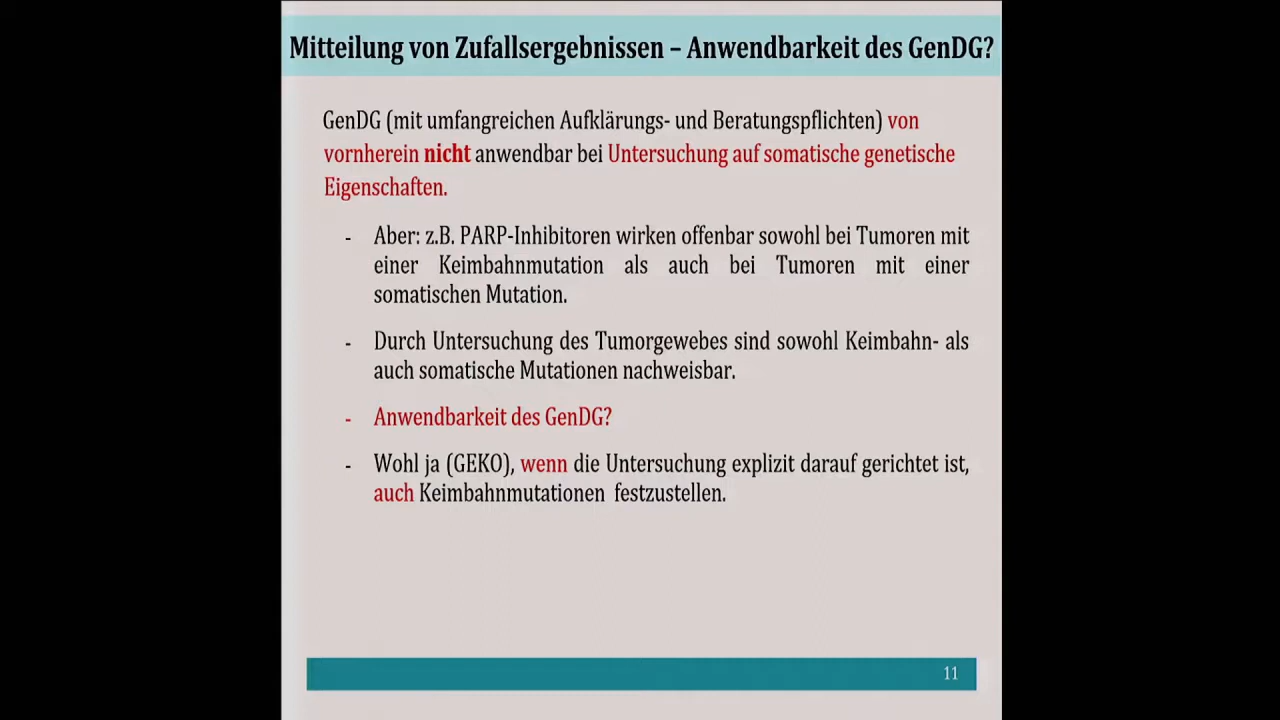 Mitteilung von Zufallsergebnissen – Anwendbarkeit des GenDG?
GenDG (mit umfangreichen Aufklärungs- und Beratungspflichten) von
vornherein nicht anwendbar bei Untersuchung auf somatische genetische
Eigenschaften.
- Aber: z.B. PARP-Inhibitoren wirken offenbar sowohl bei Tumoren mit
einer Keimbahnmutation als auch bei Tumoren mit einer
somatischen Mutation.
- Durch Untersuchung des Tumorgewebes sind sowohl Keimbahn- als
auch somatische Mutationen nachweisbar.
- Anwendbarkeit des GenDG?
- Wohl ja (GEKO), wenn die Untersuchung explizit darauf gerichtet ist,
auch Keimbahnmutationen festzustellen.
11